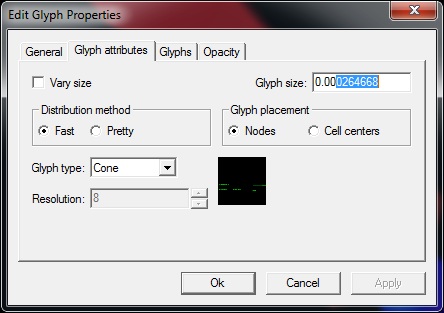 Edit Glyph Properties
General Glyph attributes Glyphs Opacity
Vary size Glyph size: 0.000264668
Distribution method Glyph placement
Fast Pretty Nodes Cell centers
Glyph type: Cone
Resolution: 8
Ok Cancel Apply